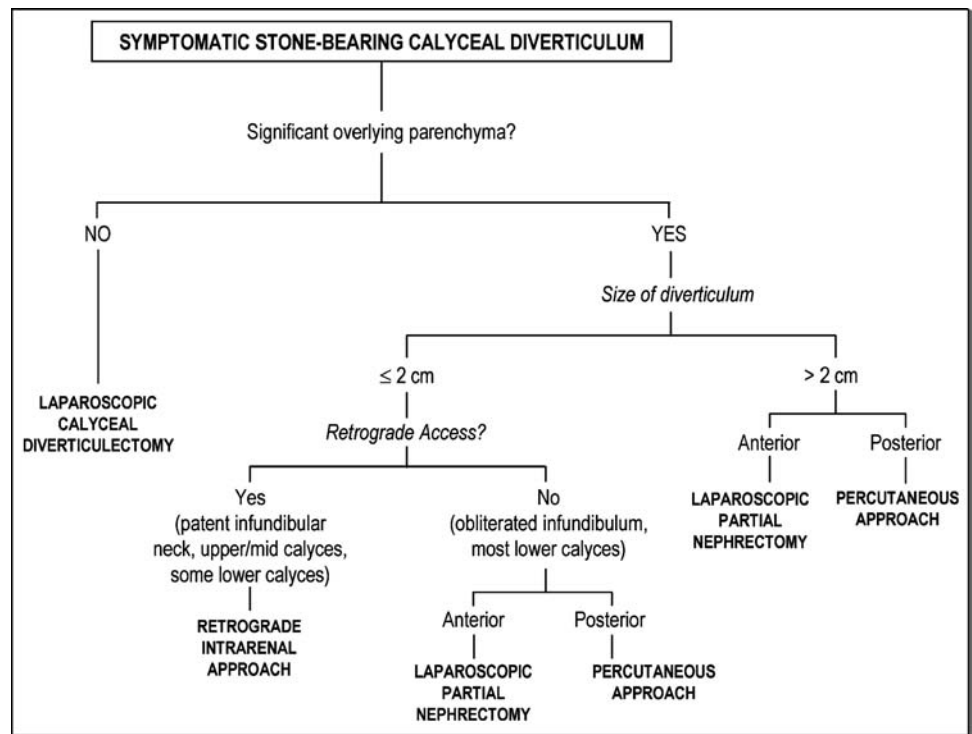 SYMPTOMATIC STONE-BEARING CALYCEAL DIVERTICULUM
Significant overlying parenchyma?
NO
YES
LAPAROSCOPIC
CALYCEAL
DIVERTICULECTOMY
Size of diverticulum
≤ 2 cm
> 2 cm
Retrograde Access?
Yes
(patent infundibular
neck, upper/mid calyces,
some lower calyces)
RETROGRADE
INTRARENAL
APPROACH
No
(obliterated infundibulum,
most lower calyces)
Anterior
LAPAROSCOPIC
PARTIAL
NEPHRECTOMY
Posterior
PERCUTANEOUS
APPROACH
Anterior
LAPAROSCOPIC
PARTIAL
NEPHRECTOMY
Posterior
PERCUTANEOUS
APPROACH